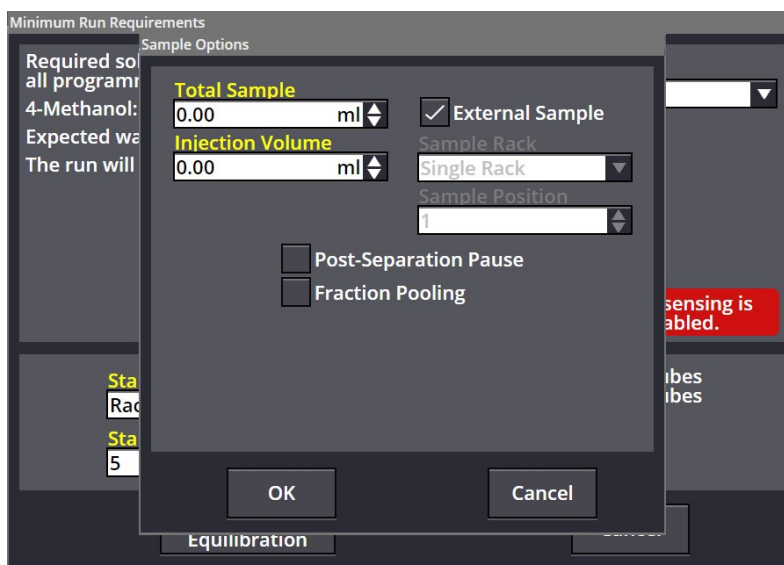 Minimum Run Requirements
Sample Options
Required sol
all programm
4-Methanol:
Expected wa
The run will
Total Sample
0.00 ml
External Sample
Injection Volume
0.00 ml
Sample Rack
Single Rack
Sample Position
1
Post-Separation Pause
Fraction Pooling
sensing is
abled.
Sta
Rac
Sta
5
ubes
ubes
OK
Cancel
Equilibration